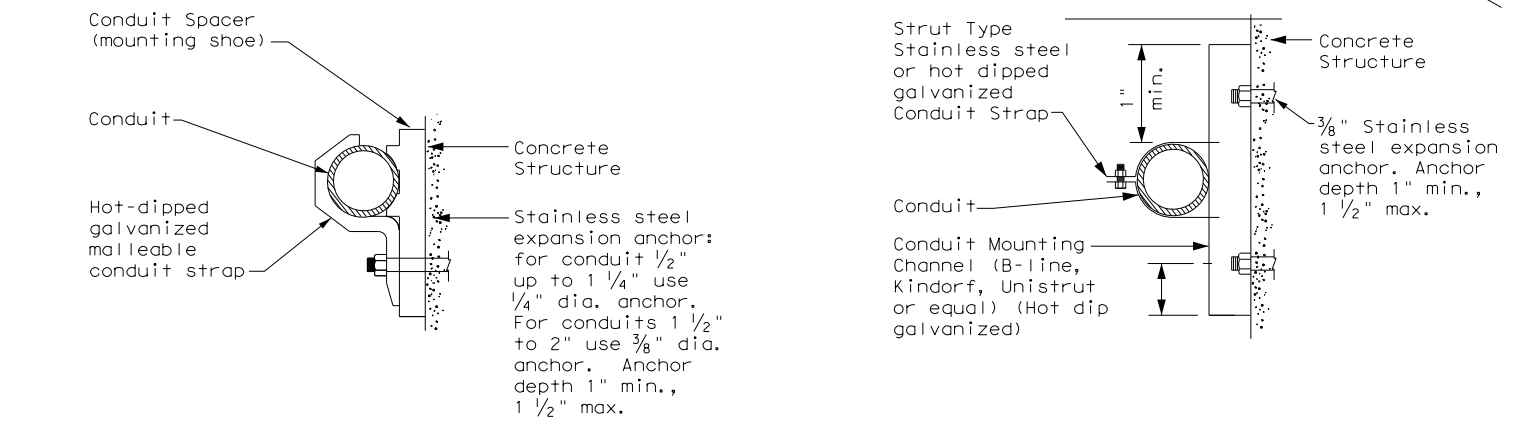 Conduit Spacer
(mounting shoe)
Conduit
Hot-dipped
galvanized
malleable
conduit strap
Concrete
Structure
Stainless steel
expansion anchor:
for conduit 1/2"
up to 1 1/4" use
1/4" dia. anchor.
For conduits 1 1/2"
to 2" use 3/8" dia.
anchor. Anchor
depth 1" min.,
1 1/2" max.
Strut Type
Stainless steel
or hot dipped
galvanized
Conduit Strap
1"
min.
Conduit
Conduit Mounting
Channel (B-line,
Kindorf, Unistrut
or equal) (Hot dip
galvanized)
Concrete
Structure
3/8" Stainless
steel expansion
anchor. Anchor
depth 1" min.,
1 1/2" max.